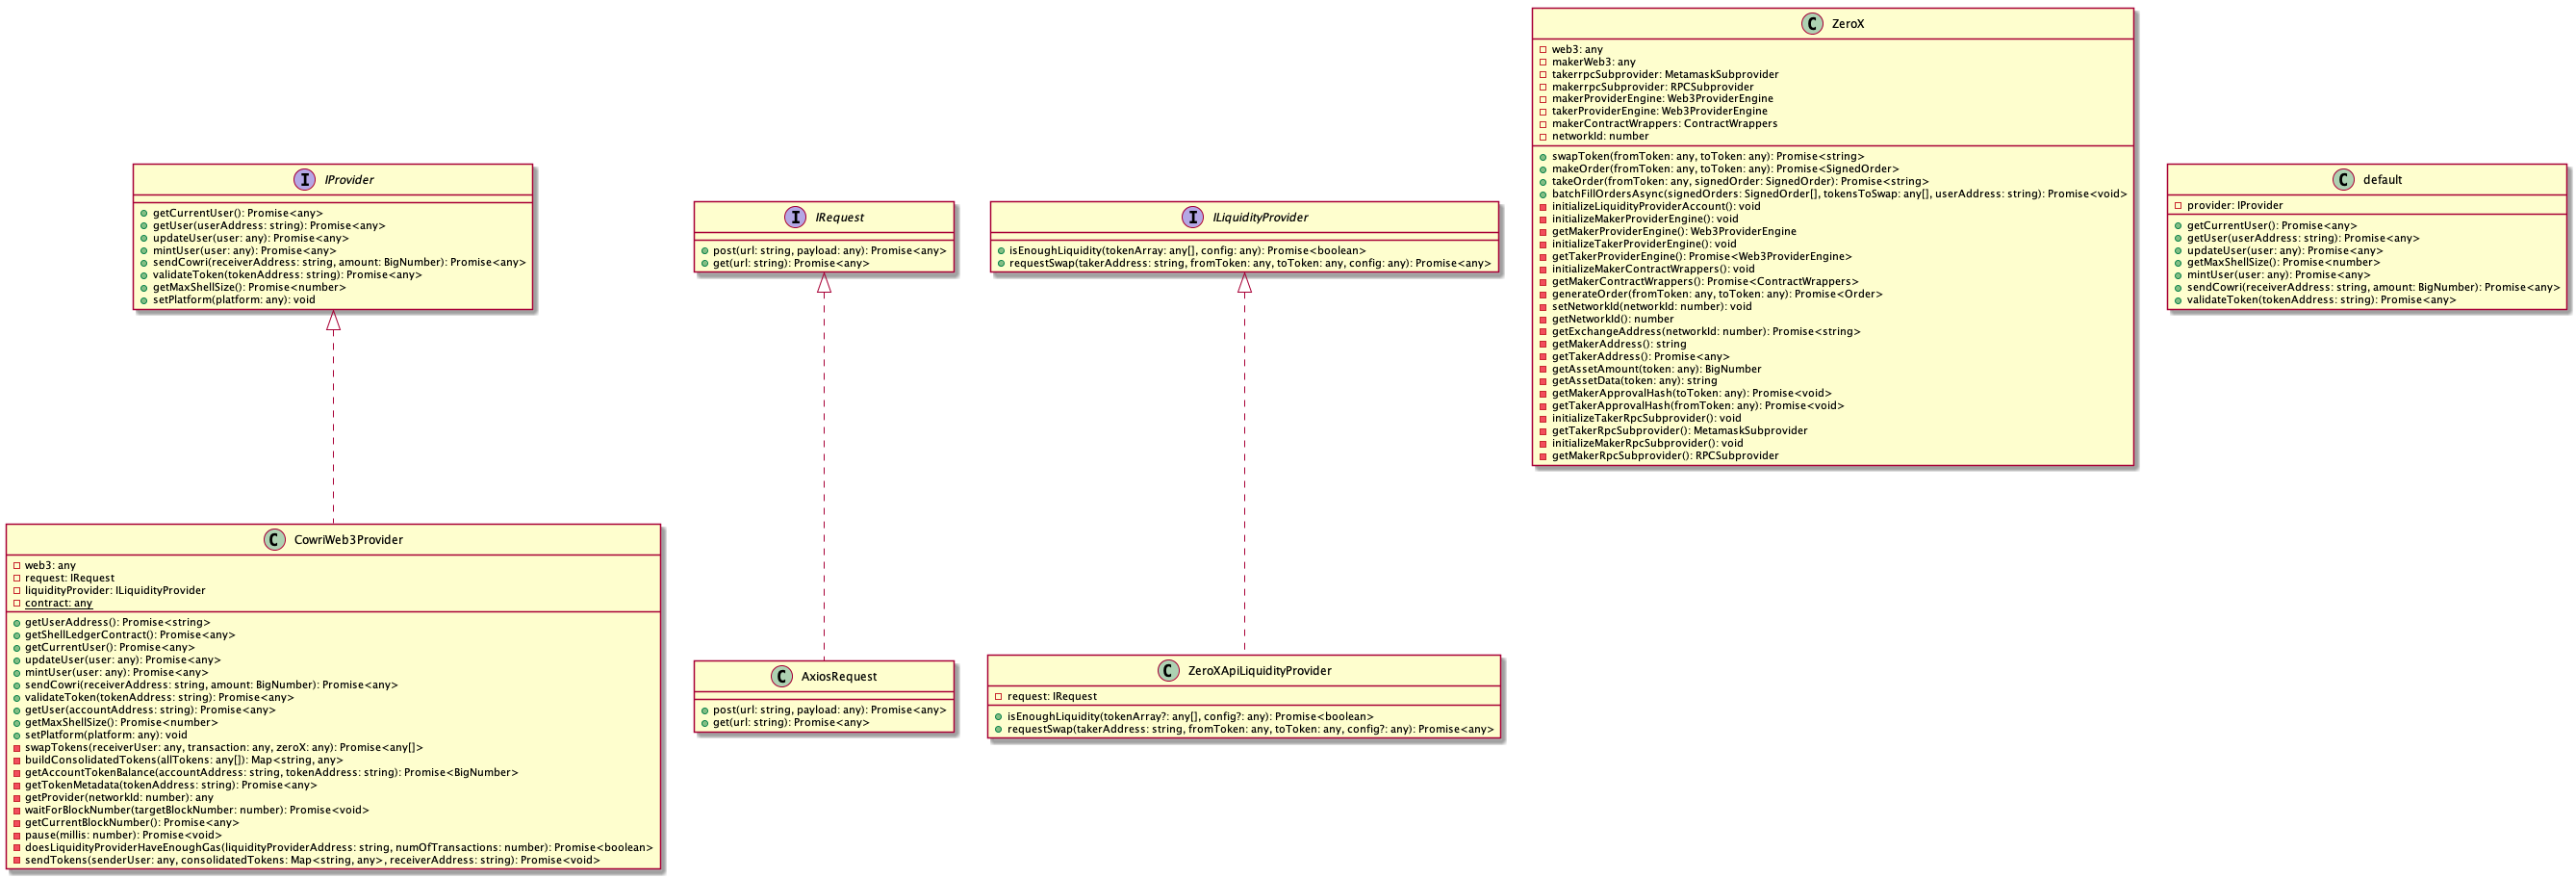 I IProvider
getCurrentUser(): Promise<any>
getUser(userAddress: string): Promise<any>
updateUser(user: any): Promise<any>
mintUser(user: any): Promise<any>
sendCowri(receiverAddress: string, amount: BigNumber): Promise<any>
validateToken(tokenAddress: string): Promise<any>
getMaxShellSize(): Promise<number>
setPlatform(platform: any): void
C CowriWeb3Provider
web3: any
request: IRequest
liquidityProvider: ILiquidityProvider
contract: any
getUserAddress(): Promise<string>
getShellLedgerContract(): Promise<any>
getCurrentUser(): Promise<any>
updateUser(user: any): Promise<any>
mintUser(user: any): Promise<any>
sendCowri(receiverAddress: string, amount: BigNumber): Promise<any>
validateToken(tokenAddress: string): Promise<any>
getUser(accountAddress: string): Promise<any>
getMaxShellSize(): Promise<number>
setPlatform(platform: any): void
swapTokens(receiverUser: any, transaction: any, zeroX: any): Promise<any[]>
buildConsolidatedTokens(allTokens: any[]): Map<string, any>
getAccountTokenBalance(accountAddress: string, tokenAddress: string): Promise<BigNumber>
getTokenMetadata(tokenAddress: string): Promise<any>
getProvider(networkId: number): any
waitForBlockNumber(targetBlockNumber: number): Promise<void>
getCurrentBlockNumber(): Promise<any>
pause(millis: number): Promise<void>
doesLiquidityProviderHaveEnoughGas(liquidityProviderAddress: string, numOfTransactions: number): Promise<boolean>
sendTokens(senderUser: any, consolidatedTokens: Map<string, any>, receiverAddress: string): Promise<void>
I IRequest
post(url: string, payload: any): Promise<any>
get(url: string): Promise<any>
C AxiosRequest
post(url: string, payload: any): Promise<any>
get(url: string): Promise<any>
I ILiquidityProvider
isEnoughLiquidity(tokenArray: any[], config: any): Promise<boolean>
requestSwap(takerAddress: string, fromToken: any, toToken: any, config: any): Promise<any>
C ZeroXApiLiquidityProvider
request: IRequest
isEnoughLiquidity(tokenArray?: any[], config?: any): Promise<boolean>
requestSwap(takerAddress: string, fromToken: any, toToken: any, config?: any): Promise<any>
C ZeroX
web3: any
makerWeb3: any
takerrpcSubprovider: MetamaskSubprovider
makerrpcSubprovider: RPCSubprovider
makerProviderEngine: Web3ProviderEngine
takerProviderEngine: Web3ProviderEngine
makerContractWrappers: ContractWrappers
networkId: number
swapToken(fromToken: any, toToken: any): Promise<string>
makeOrder(fromToken: any, toToken: any): Promise<SignedOrder>
takeOrder(fromToken: any, signedOrder: SignedOrder): Promise<string>
batchFillOrdersAsync(signedOrders: SignedOrder[], tokensToSwap: any[], userAddress: string): Promise<void>
initializeLiquidityProviderAccount(): void
initializeMakerProviderEngine(): void
getMakerProviderEngine(): Web3ProviderEngine
initializeTakerProviderEngine(): void
getTakerProviderEngine(): Promise<Web3ProviderEngine>
initializeMakerContractWrappers(): void
getMakerContractWrappers(): Promise<ContractWrappers>
generateOrder(fromToken: any, toToken: any): Promise<Order>
setNetworkId(networkId: number): void
getNetworkId(): number
getExchangeAddress(networkId: number): Promise<string>
getMakerAddress(): string
getTakerAddress(): Promise<any>
getAssetAmount(token: any): BigNumber
getAssetData(token: any): string
getMakerApprovalHash(toToken: any): Promise<void>
getTakerApprovalHash(fromToken: any): Promise<void>
initializeTakerRpcSubprovider(): void
getTakerRpcSubprovider(): MetamaskSubprovider
initializeMakerRpcSubprovider(): void
getMakerRpcSubprovider(): RPCSubprovider
C default
provider: IProvider
getCurrentUser(): Promise<any>
getUser(userAddress: string): Promise<any>
updateUser(user: any): Promise<any>
getMaxShellSize(): Promise<number>
mintUser(user: any): Promise<any>
sendCowri(receiverAddress: string, amount: BigNumber): Promise<any>
validateToken(tokenAddress: string): Promise<any>